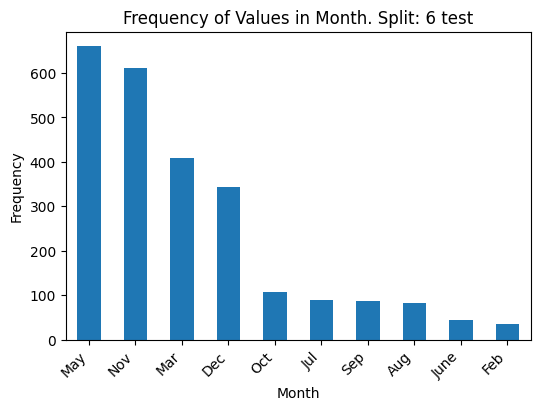 Frequency of Values in Month. Split: 6 test
Frequency
600
500
400
300
200
100
0
May Nov Mar Dec Oct Jul Sep Aug June Feb
Month